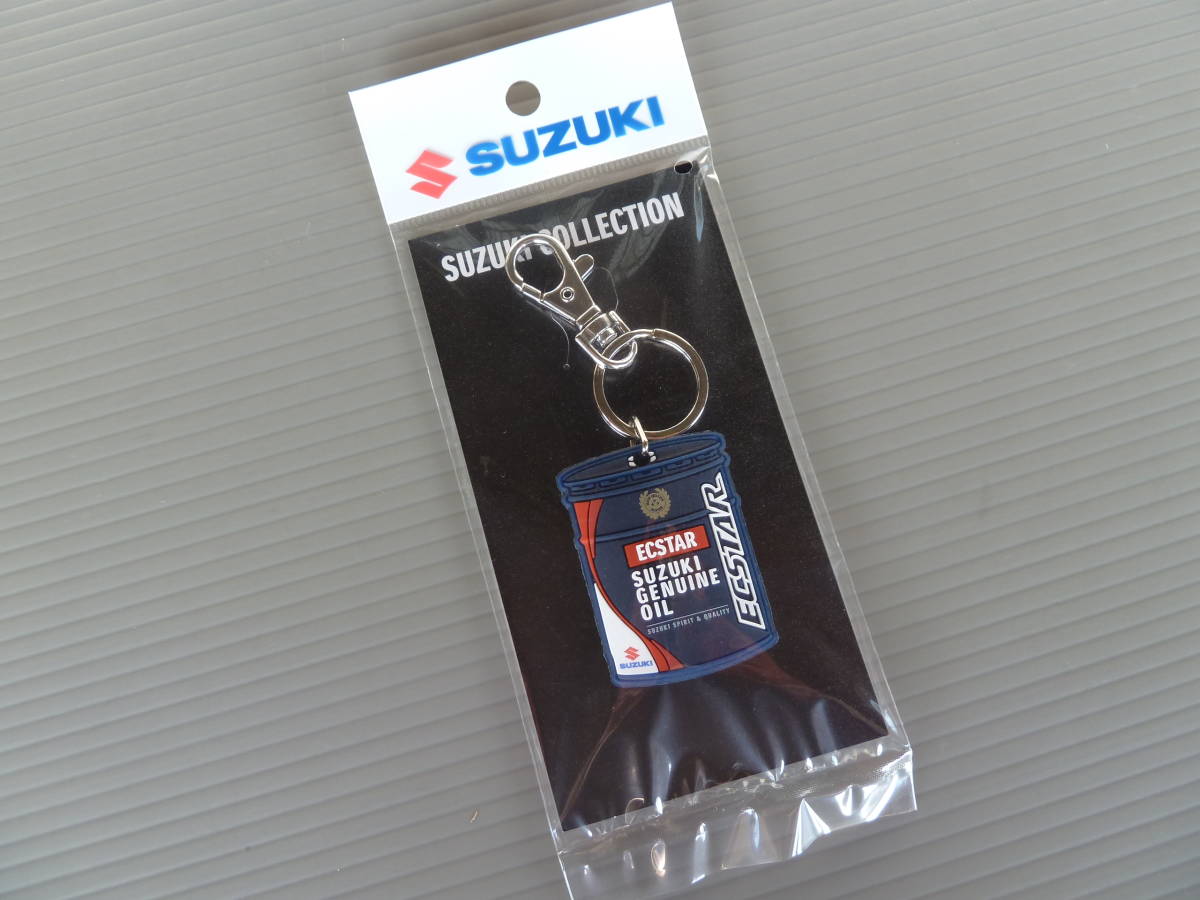 SUZUKI
SUZUKI COLLECTION
ECSTAR
SUZUKI
GENUINE
OIL
SUZUKI SPIRIT & QUALITY
ECSTAR
SUZUKI